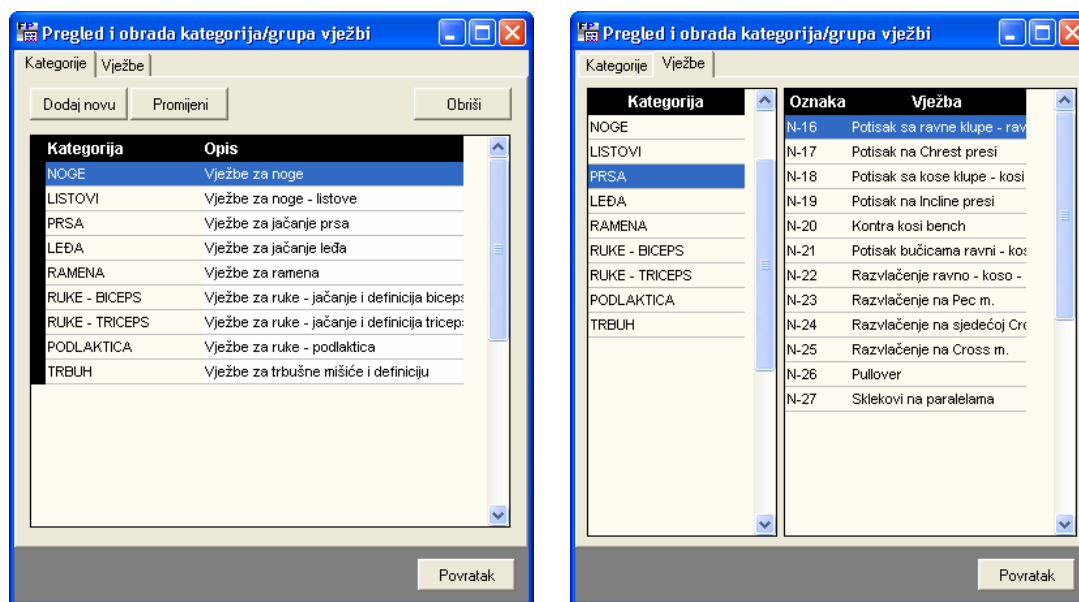 Pregled i obrada kategorija/grupa vježbi
Kategorije Vježbe
Dodaj novu Promijeni Obriši
Kategorija Opis
NOGE Vježbe za noge
LISTOVI Vježbe za noge - listove
PRSA Vježbe za jačanje prsa
LEĐA Vježbe za jačanje leđa
RAMENA Vježbe za ramena
RUKE - BICEPS Vježbe za ruke - jačanje i definicija biceps
RUKE - TRICEPS Vježbe za ruke - jačanje i definicija tricep
PODLAKTICA Vježbe za ruke - podlaktica
TRBUH Vježbe za trbušne mišiće i definiciju
Povratak
Pregled i obrada kategorija/grupa vježbi
Kategorije Vježbe
Kategorija
NOGE
LISTOVI
PRSA
LEĐA
RAMENA
RUKE - BICEPS
RUKE - TRICEPS
PODLAKTICA
TRBUH
Oznaka Vježba
N-16 Potisak sa ravne klupe - rav
N-17 Potisak na Chrest presi
N-18 Potisak sa kose klupe - kosi
N-19 Potisak na Incline presi
N-20 Kontra kosi bench
N-21 Potisak bučicama ravni - kos
N-22 Razvlačenje ravno - koso -
N-23 Razvlačenje na Pec m.
N-24 Razvlačenje na sjedećoj Cro
N-25 Razvlačenje na Cross m.
N-26 Pullover
N-27 Sklekovi na paralelama
Povratak